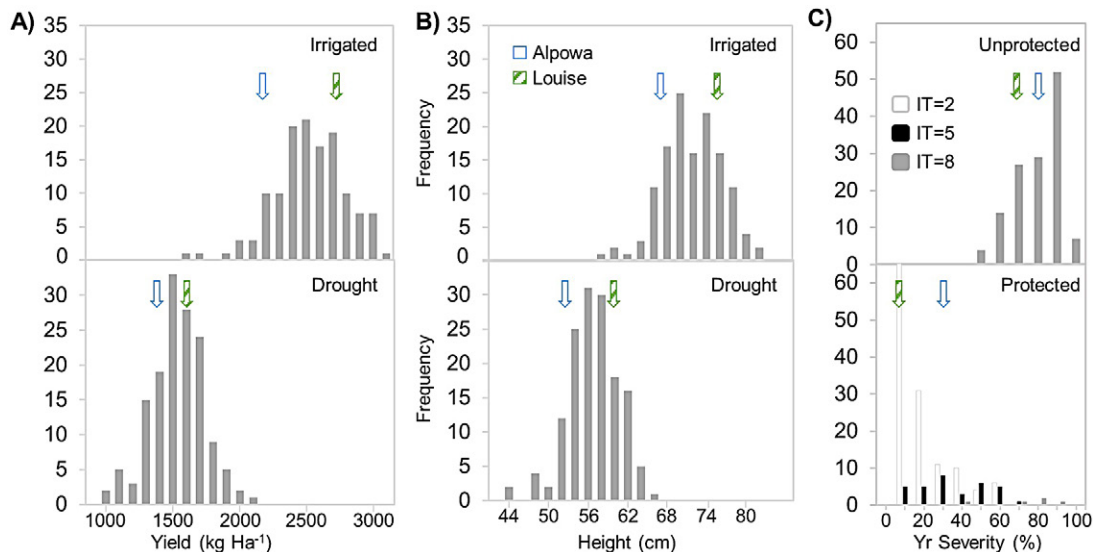 A)
35
30
25
20
15
10
5
0
Irrigated
30
25
20
15
10
5
0
Drought
1000 1500 2000 2500 3000
Yield (kg Ha-1)
B)
Frequency
35
30
25
20
15
10
5
0
Alpowa
Louise
Irrigated
Frequency
30
25
20
15
10
5
0
Drought
44 50 56 62 68 74 80
Height (cm)
C)
60
50
40
30
20
10
0
Unprotected
IT=2
IT=5
IT=8
60
50
40
30
20
10
0
Protected
0 20 40 60 80 100
Yr Severity (%)